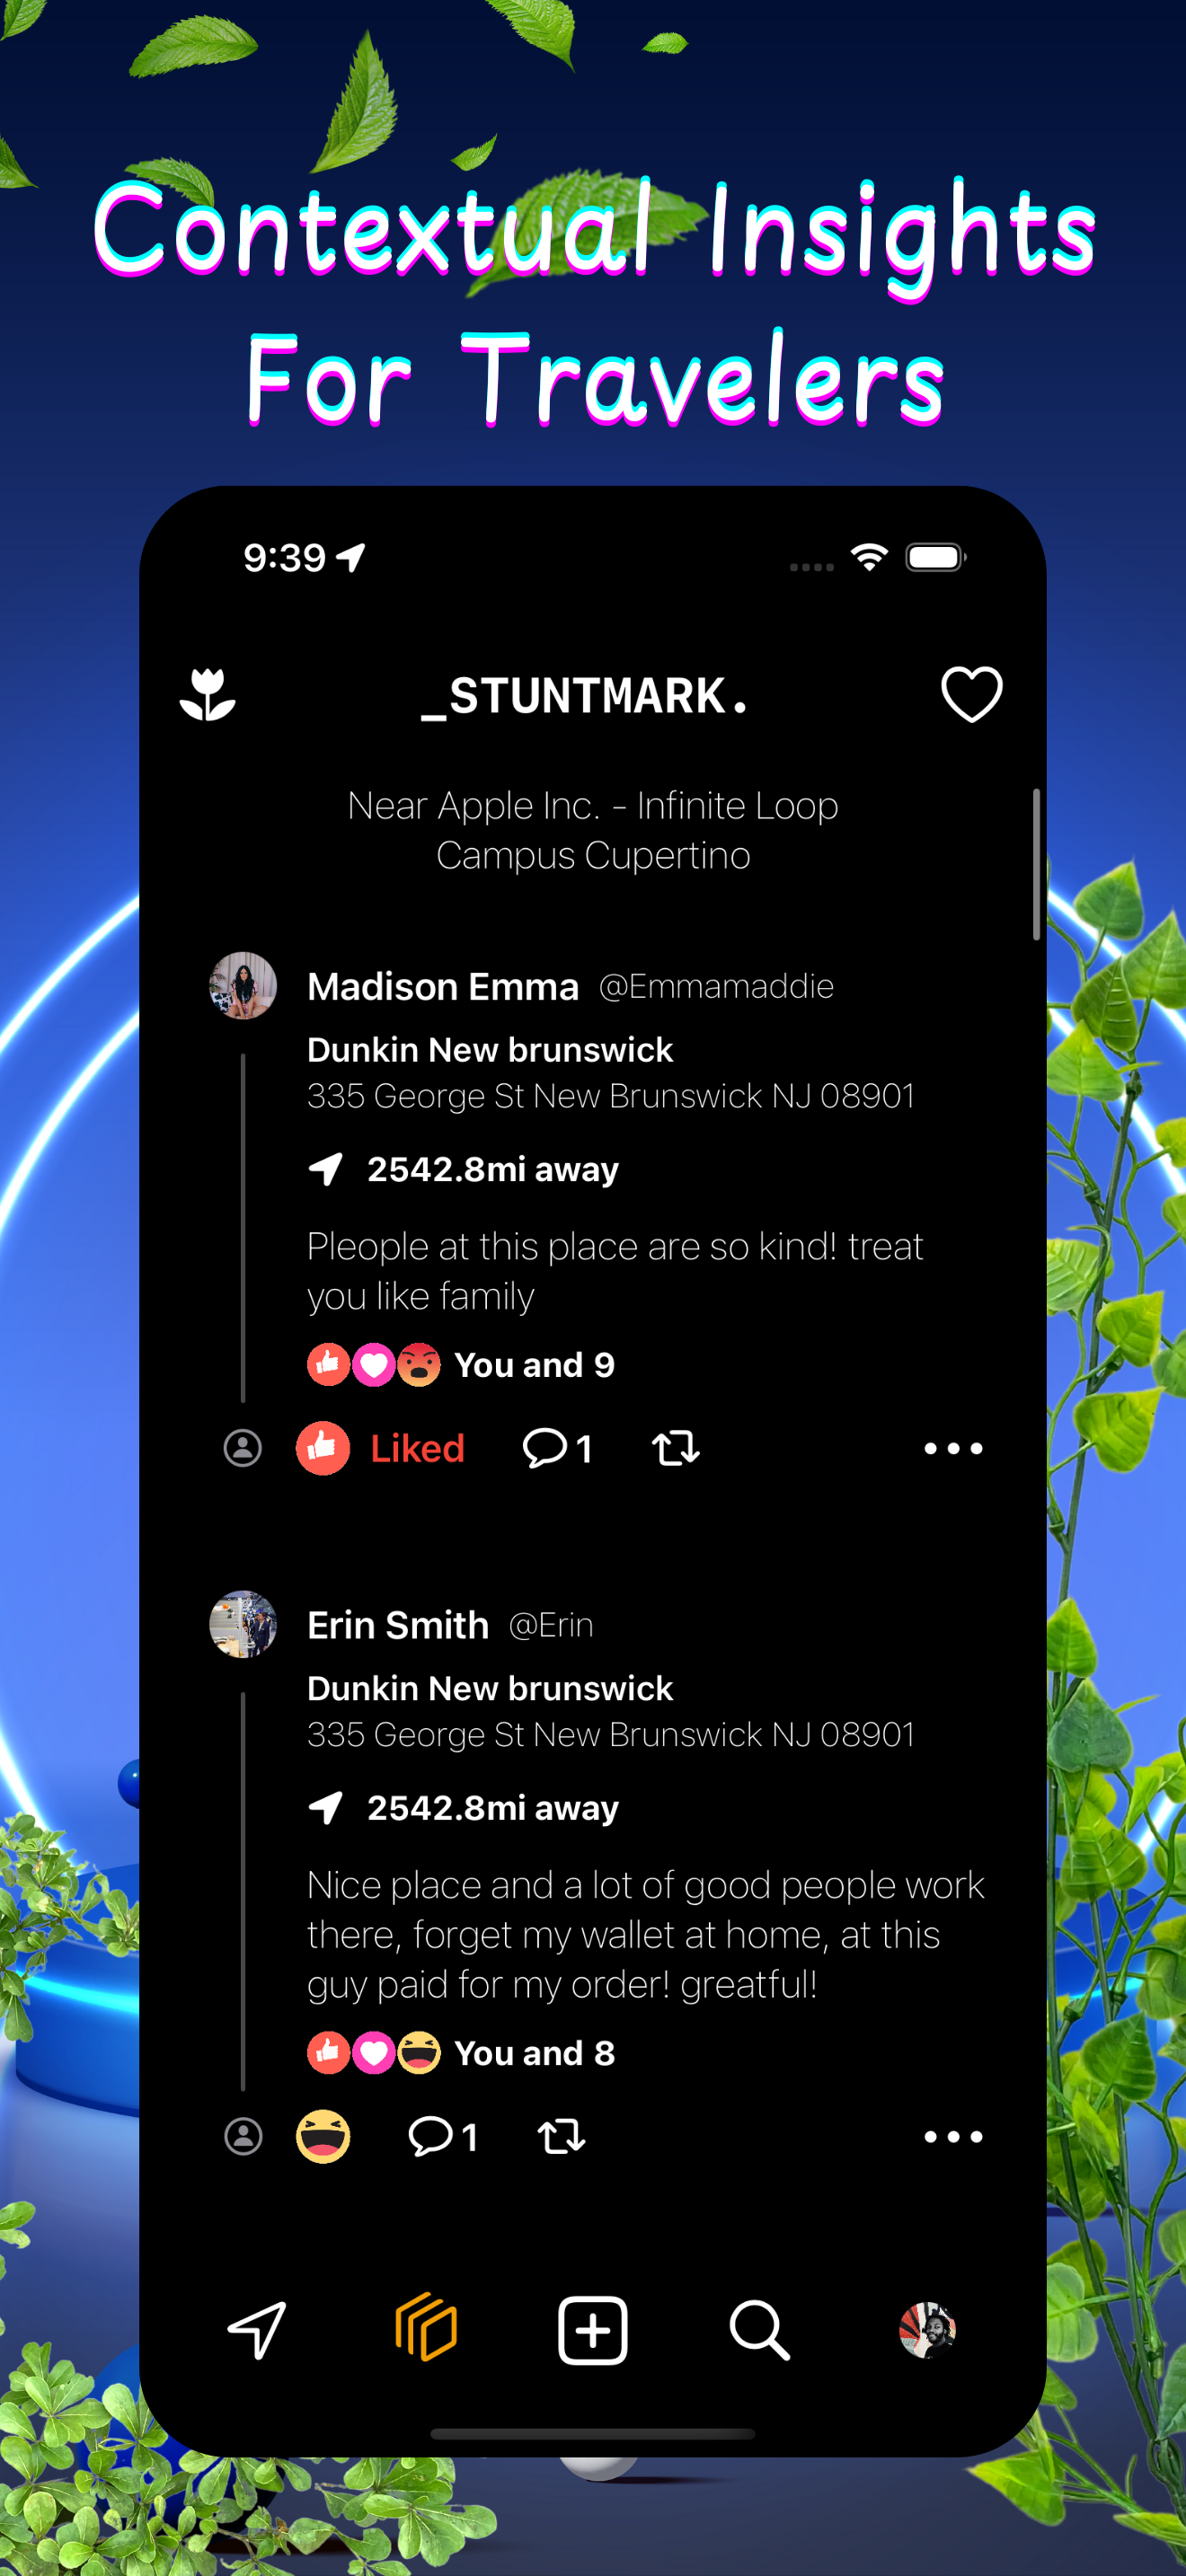 Contextual Insights
For Travelers
9:39
_STUNTMARK.
Near Apple Inc. - Infinite Loop
Campus Cupertino
Madison Emma @Emmamaddie
Dunkin New brunswick
335 George St New Brunswick NJ 08901
2542.8mi away
Pleople at this place are so kind! treat
you like family
You and 9
Liked 1
Erin Smith @Erin
Dunkin New brunswick
335 George St New Brunswick NJ 08901
2542.8mi away
Nice place and a lot of good people work
there, forget my wallet at home, at this
guy paid for my order! greatful!
You and 8
1